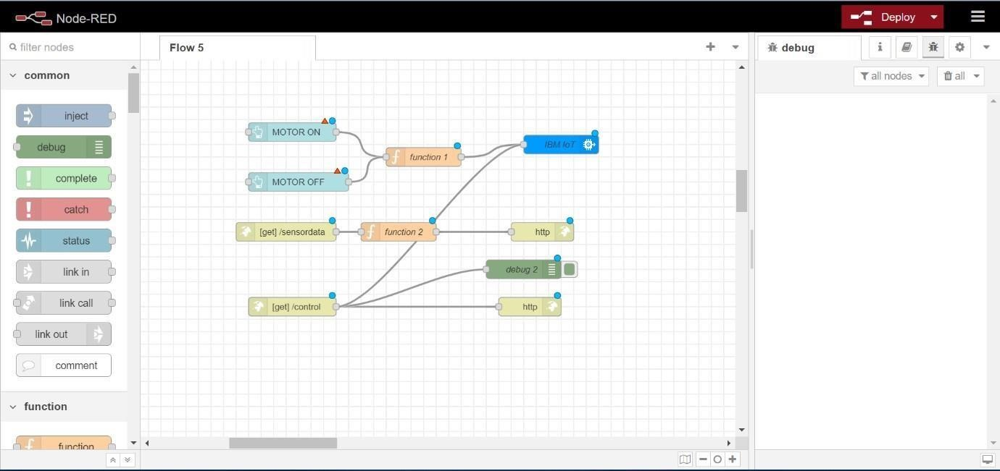 Node-RED
Deploy
filter nodes
Flow 5
debug
all nodes
all
common
inject
debug
complete
catch
status
link in
link call
link out
comment
function
function
MOTOR ON
MOTOR OFF
function 1
IBM IoT
[get] /sensordata
function 2
http
debug 2
[get] /control
http